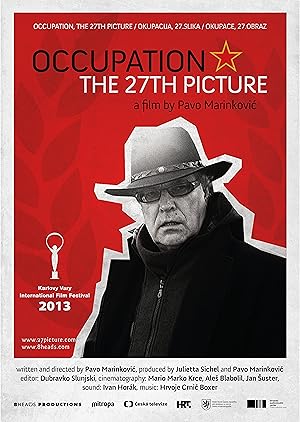 OCCUPATION, THE 27TH PICTURE / OKUPACIJA, 27.SLIKA / OKUPACE, 27.OBRAZ
OCCUPATION
THE 27TH PICTURE
a film by Pavo Marinković
Karlovy Vary
International Film Festival
2013
www.27picture.com
www.8heads.com
written and directed by Pavo Marinković, produced by Julietta Sichel and Pavo Marinković
editor: Dubravko Slunjski, cinematography: Mario Marko Krce, Aleš Blabolil, Jan Šuster,
sound: Ivan Horák, music: Hrvoje Crnić Boxer
8HEADS PRODUCTIONS
mitropa
Česká televize
HRT